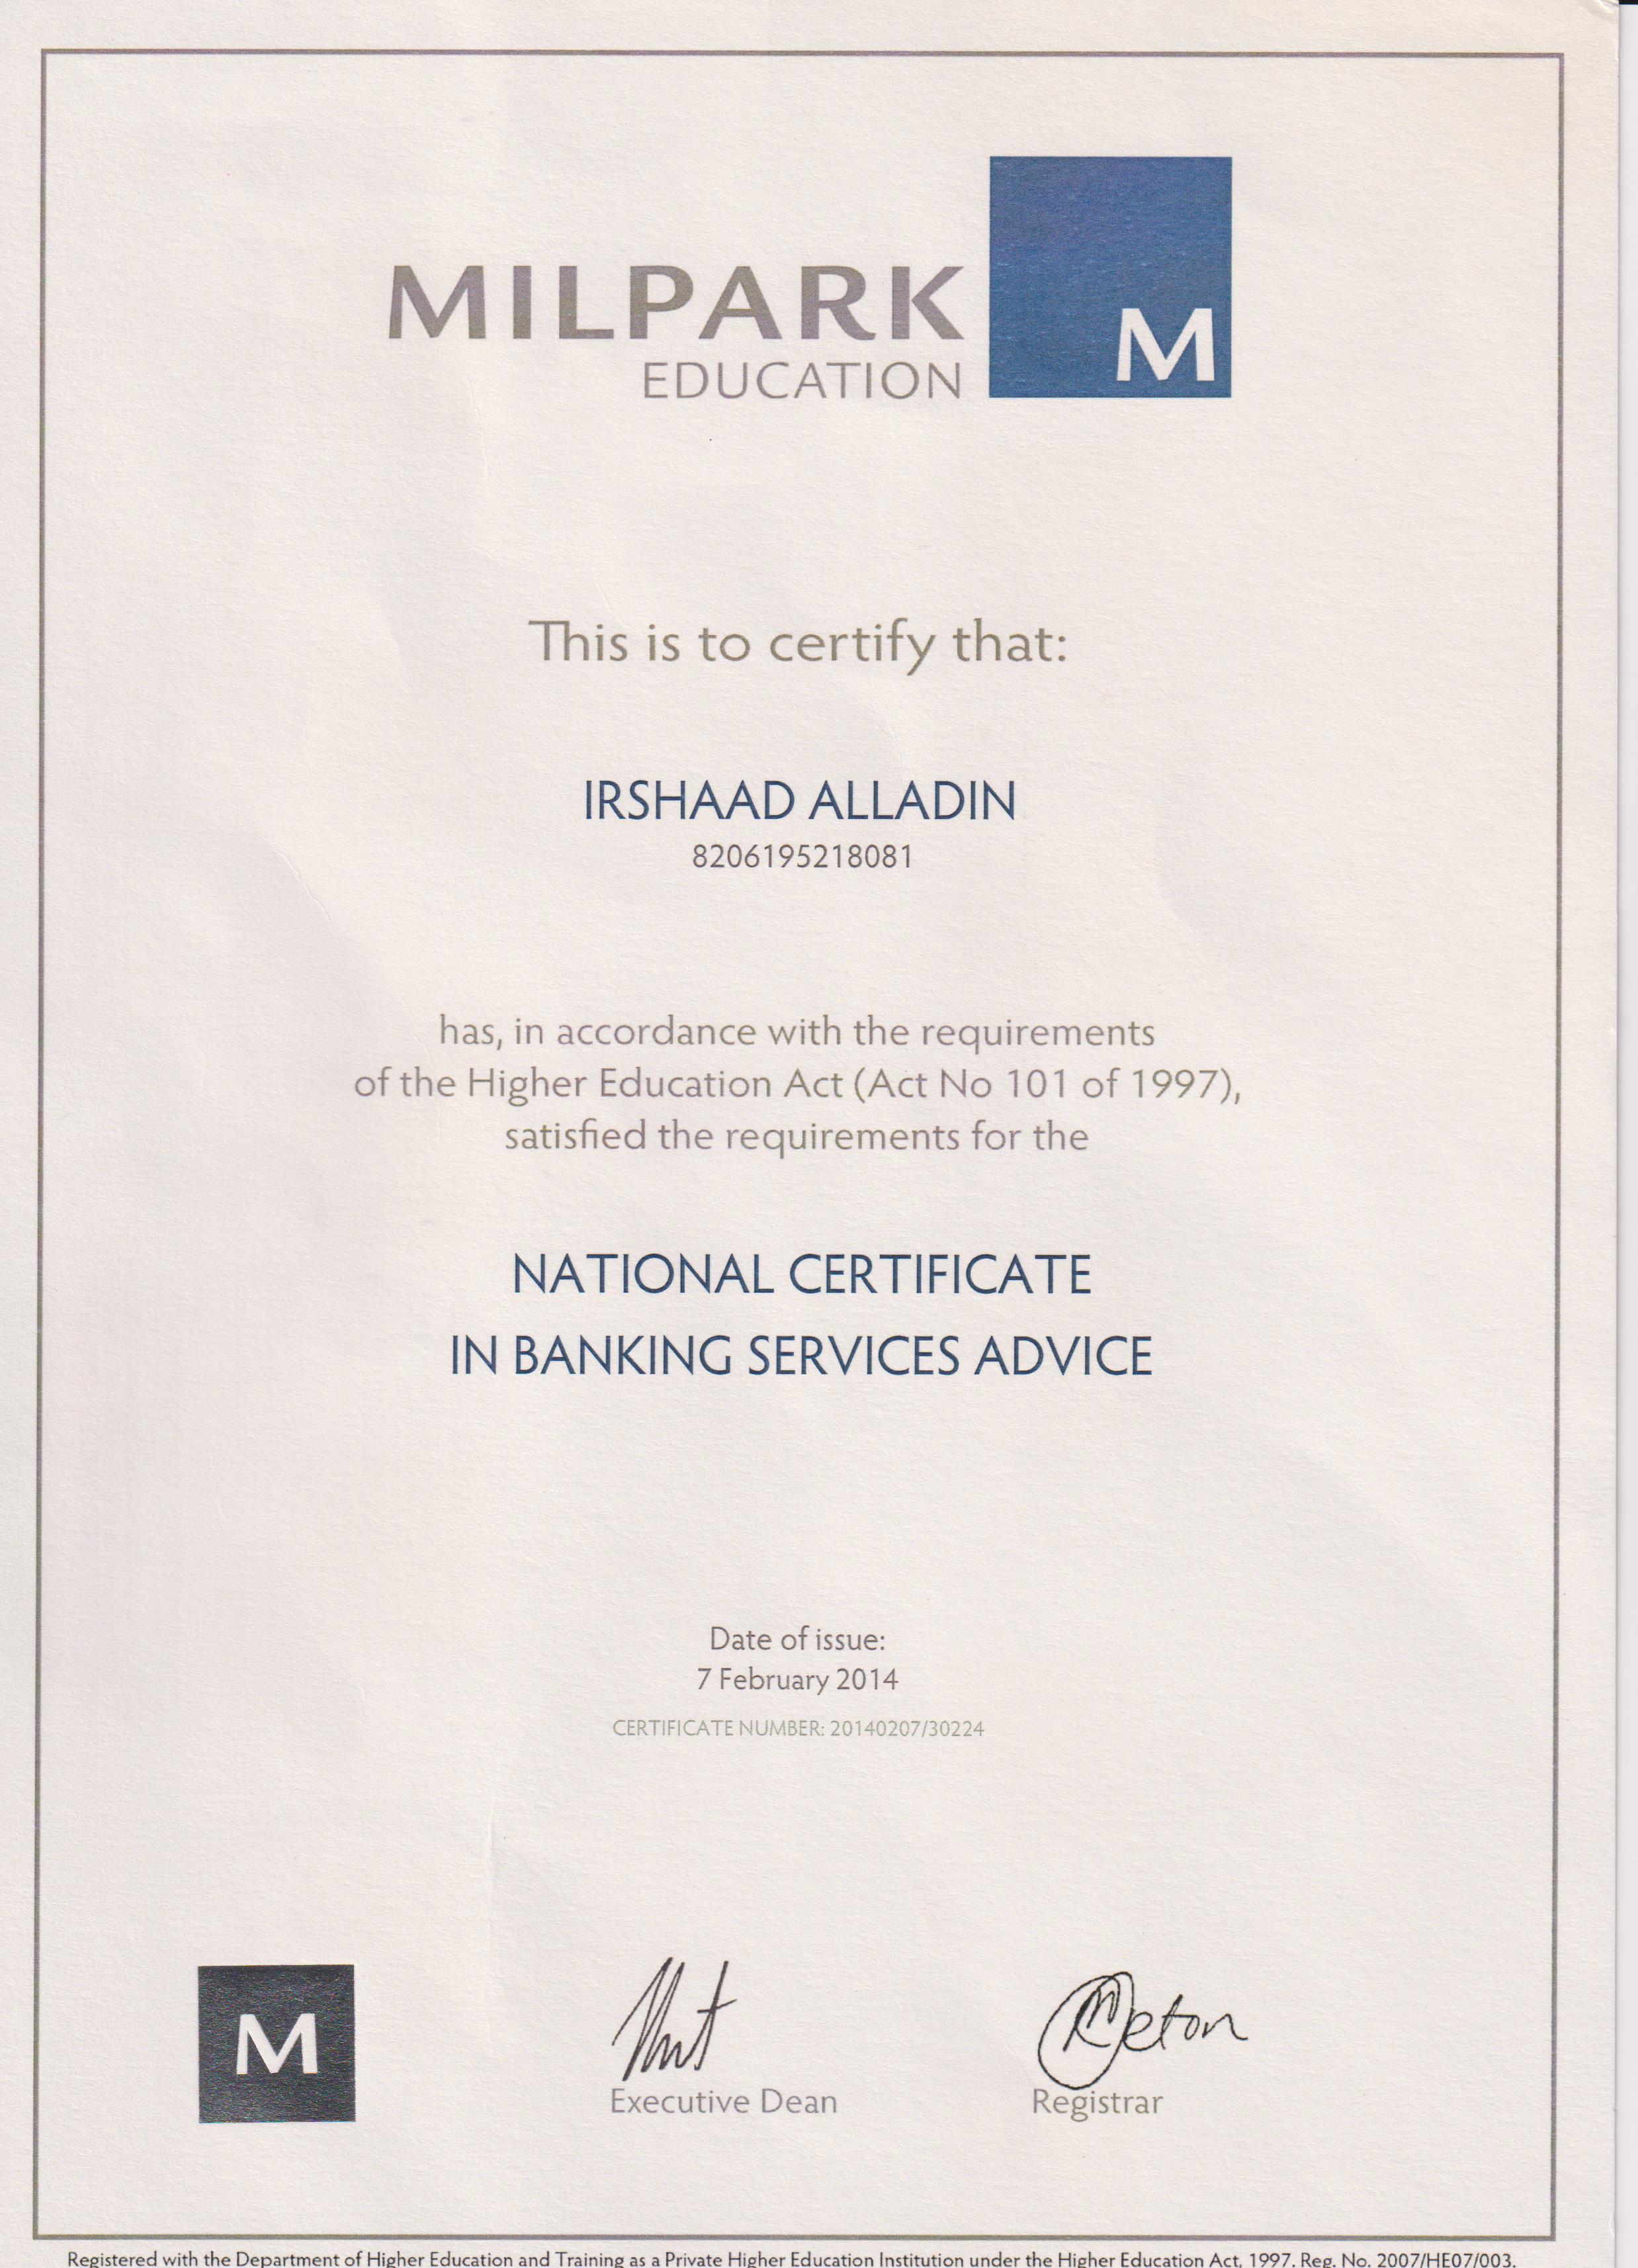 MILPARK
EDUCATION
M
This is to certify that:
IRSHAAD ALLADIN
8206195218081
has, in accordance with the requirements
of the Higher Education Act (Act No 101 of 1997),
satisfied the requirements for the
NATIONAL CERTIFICATE
IN BANKING SERVICES ADVICE
Date of issue:
7 February 2014
CERTIFICATE NUMBER: 20140207/30224
M
Executive Dean
Registrar
Registered with the Department of Higher Education and Training as a Private Higher Education Institution under the Higher Education Act, 1997. Reg. No. 2007/HE07/003.